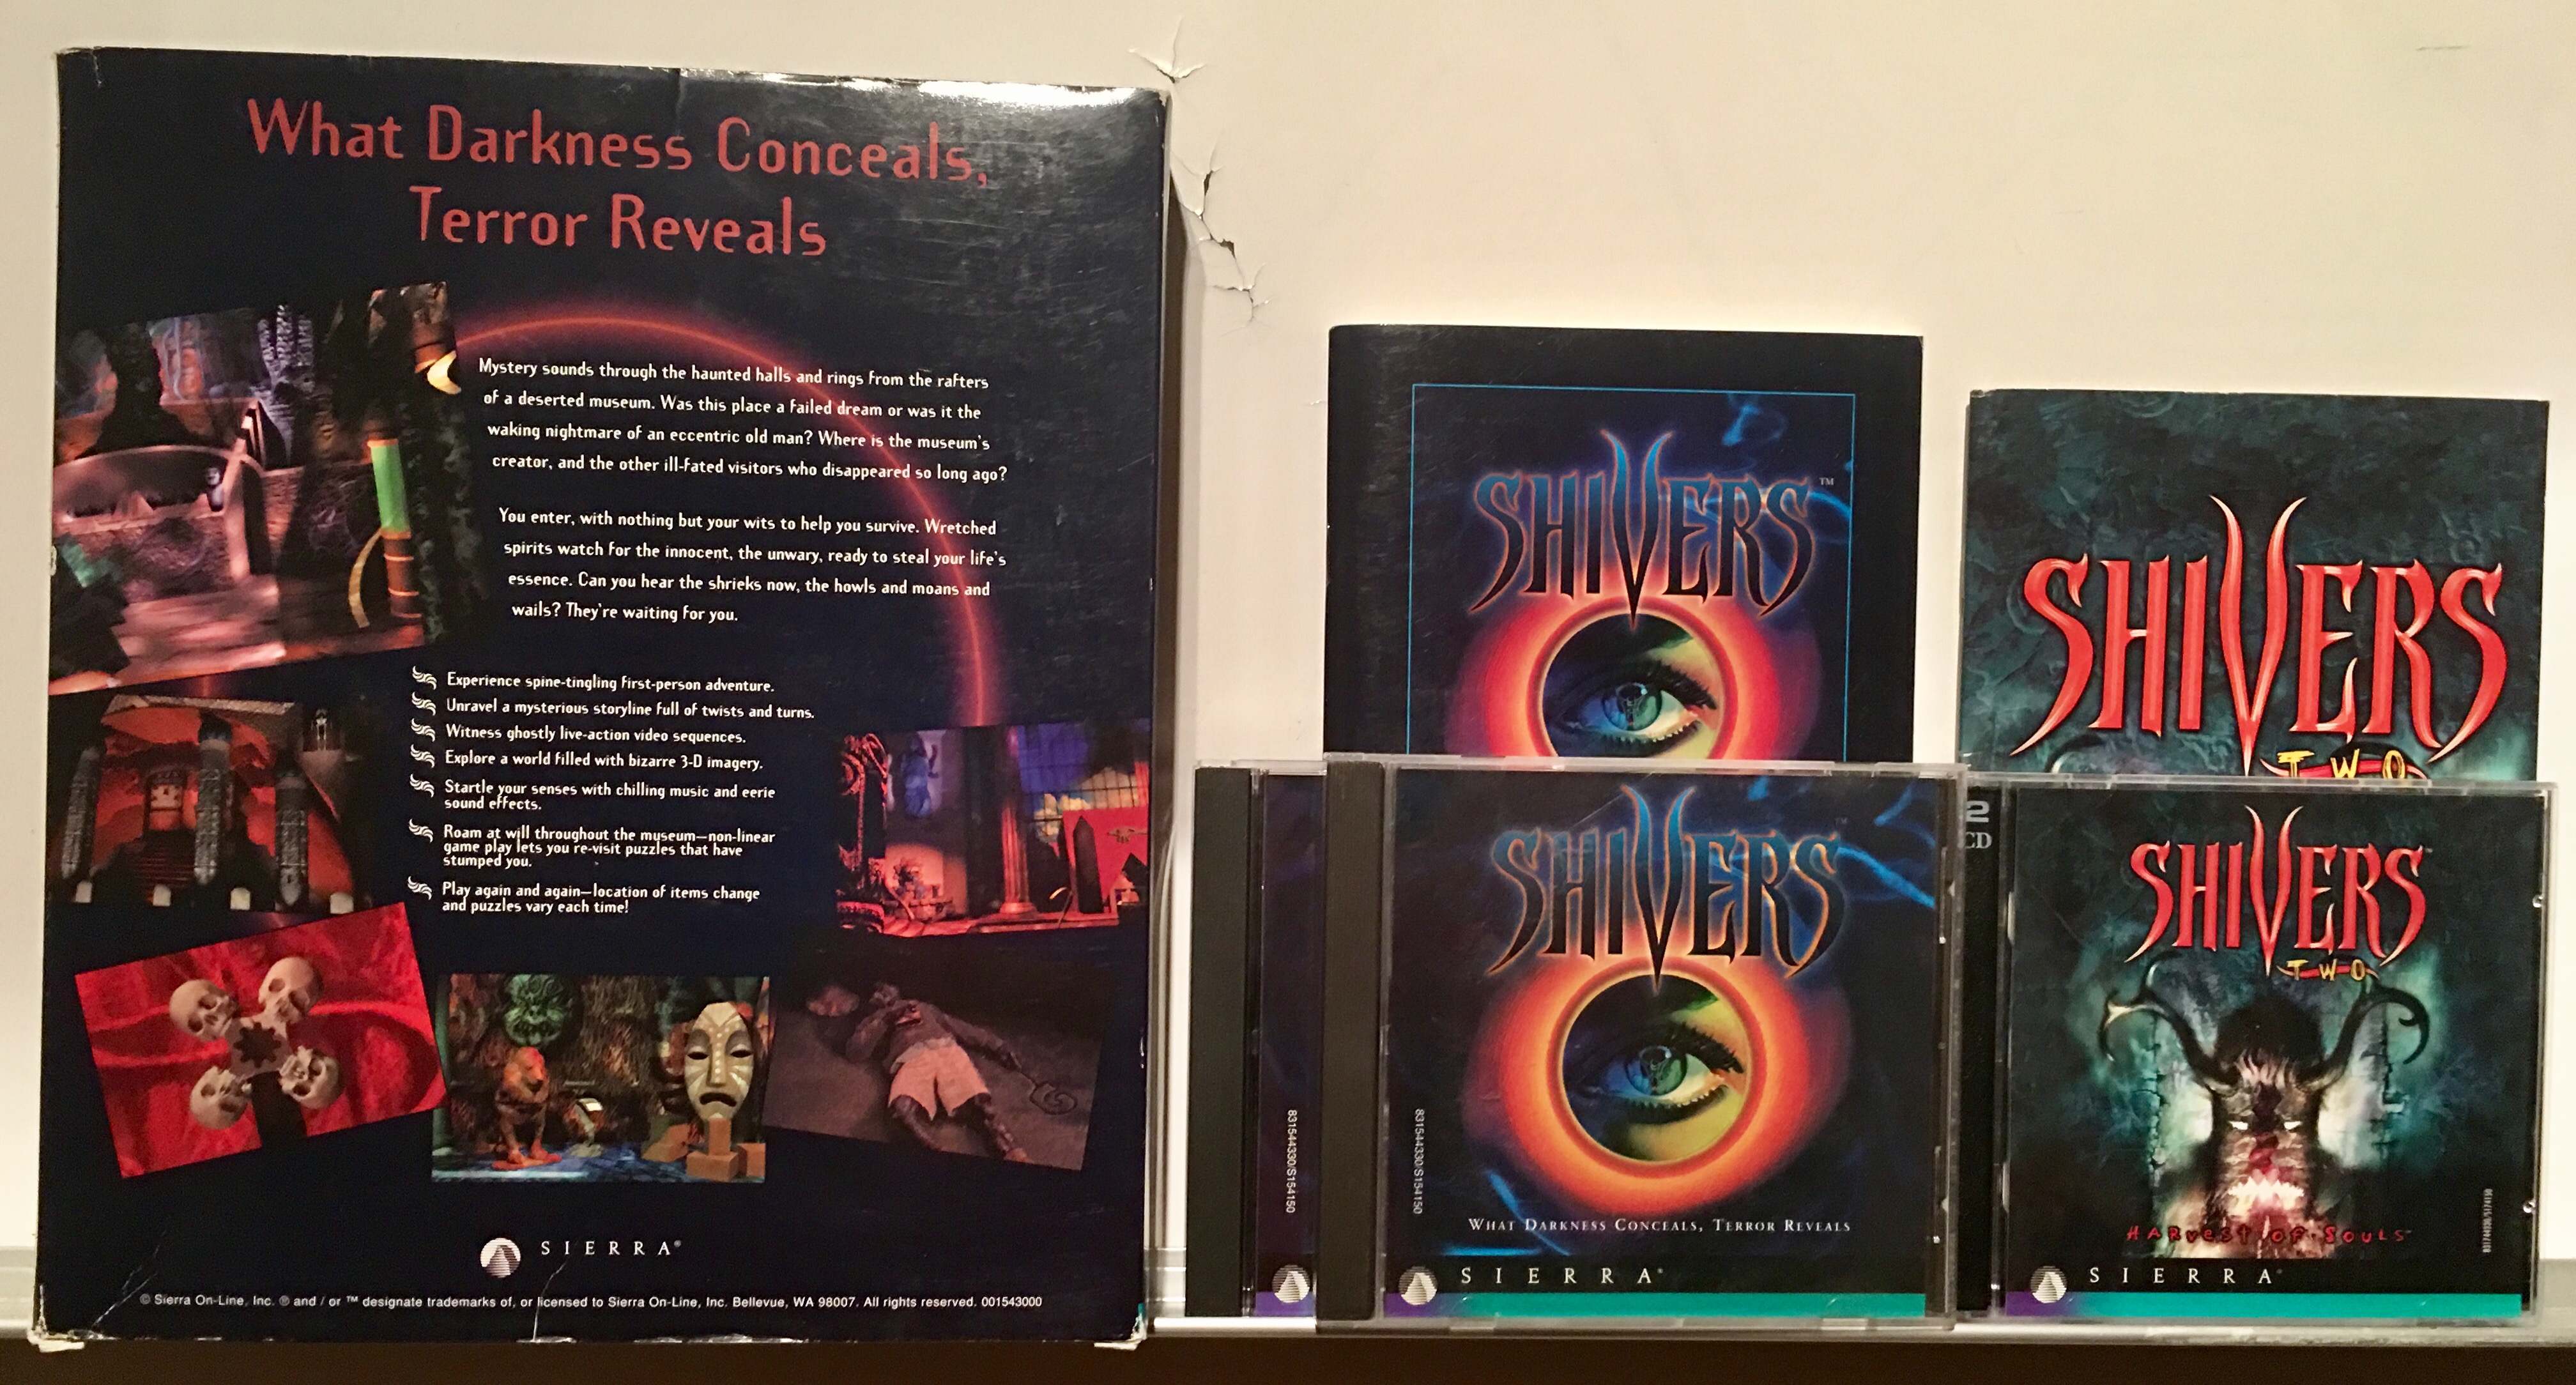 What Darkness Conceals,
Terror Reveals
Mystery sounds through the haunted halls and rings from the rafters
of a deserted museum. Was this place a failed dream or was it the
waking nightmare of an eccentric old man? Where is the museum's
creator, and the other ill-fated visitors who disappeared so long ago?
You enter, with nothing but your wits to help you survive. Wretched
spirits watch for the innocent, the unwary, ready to steal your life's
essence. Can you hear the shrieks now, the howls and moans and
wails? They're waiting for you.
Experience spine-tingling first-person adventure.
Unravel a mysterious storyline full of twists and turns.
Witness ghostly live-action video sequences.
Explore a world filled with bizarre 3-D imagery.
Startle your senses with chilling music and eerie
sound effects.
Roam at will throughout the museum—non-linear
game play lets you re-visit puzzles that have
stumped you.
Play again and again—location of items change
and puzzles vary each time!
SIERRA®
© Sierra On-Line, Inc. ® and / or ™ designate trademarks of, or licensed to Sierra On-Line, Inc. Bellevue, WA 98007. All rights reserved. 001543000
SHIVERS™
SHIVERS
TWO
83154330/S154150
SHIVERS™
83154330/S154150
WHAT DARKNESS CONCEALS, TERROR REVEALS
SIERRA®
2
CD
SHIVERS™
TWO
HARVEST OF SOULS™
SIERRA®